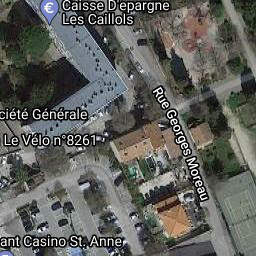 Caisse D'epargne
Les Caillols
Rue Georges Moreau
ciété Générale
Le Vélo n°8261
ant Casino St. Anne